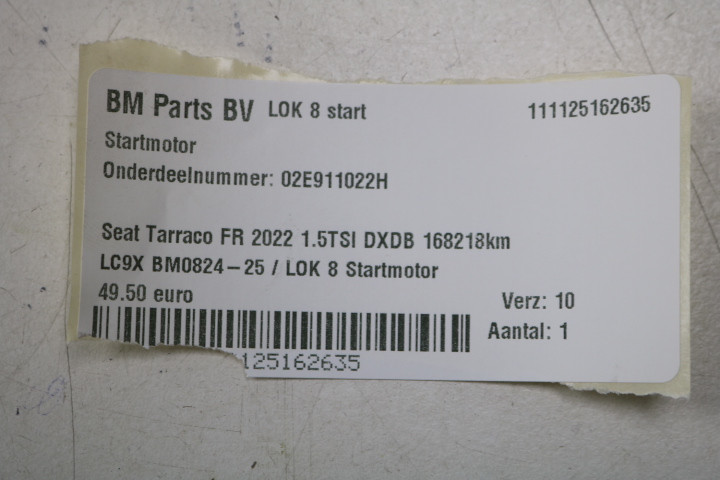 BM Parts BV LOK 8 start 111125162635
Startmotor
Onderdeelnummer: 02E911022H
Seat Tarraco FR 2022 1.5TSI DXDB 168218km
LC9X BM0824-25 / LOK 8 Startmotor
49.50 euro Verz: 10
Aantal: 1
125162635